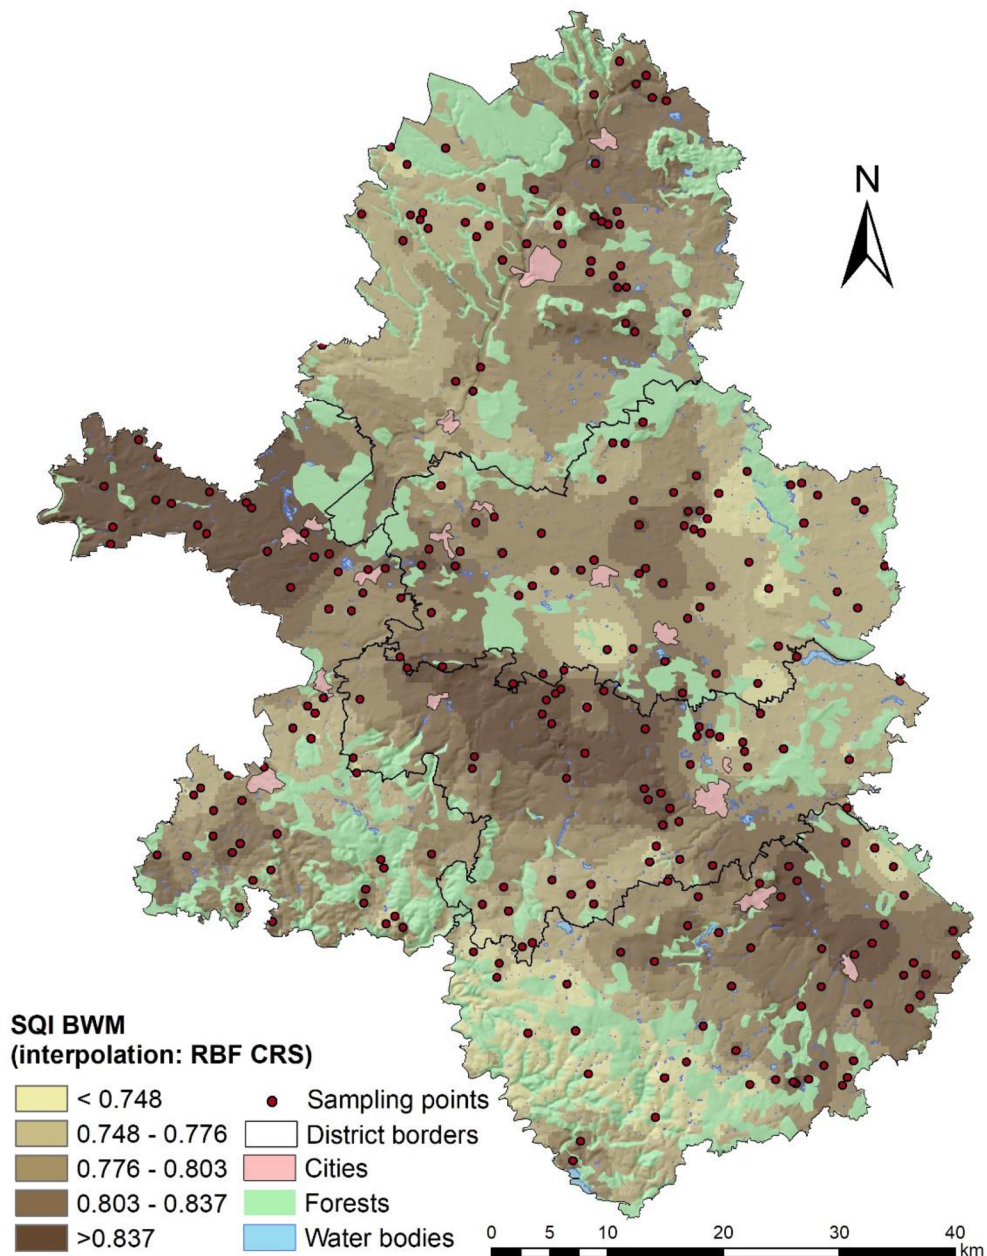 N
SQI BWM
(interpolation: RBF CRS)
< 0.748
0.748 - 0.776
0.776 - 0.803
0.803 - 0.837
>0.837
Sampling points
District borders
Cities
Forests
Water bodies
0 5 10 20 30 40
km